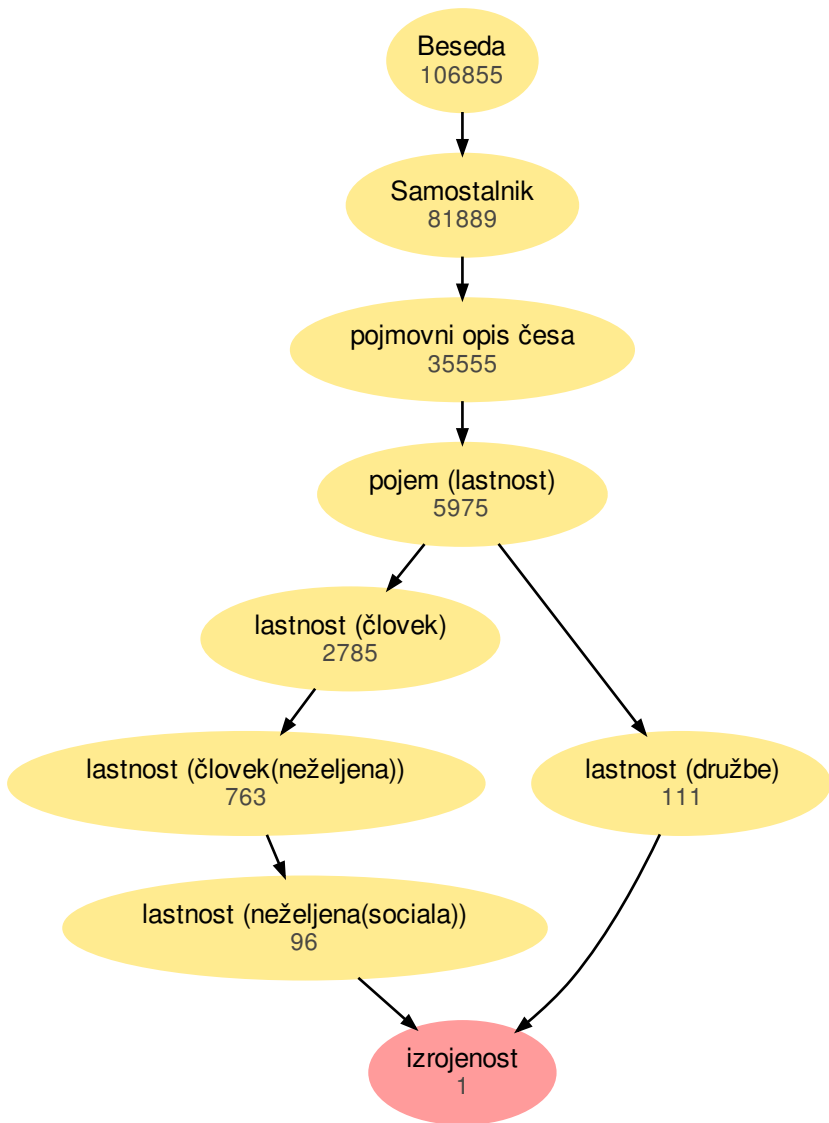 Beseda
106855
Samostalnik
81889
pojmovni opis česa
35555
pojem (lastnost)
5975
lastnost (človek)
2785
lastnost (človek(neželjena))
763
lastnost (družbe)
111
lastnost (neželjena(sociala))
96
izrojenost
1